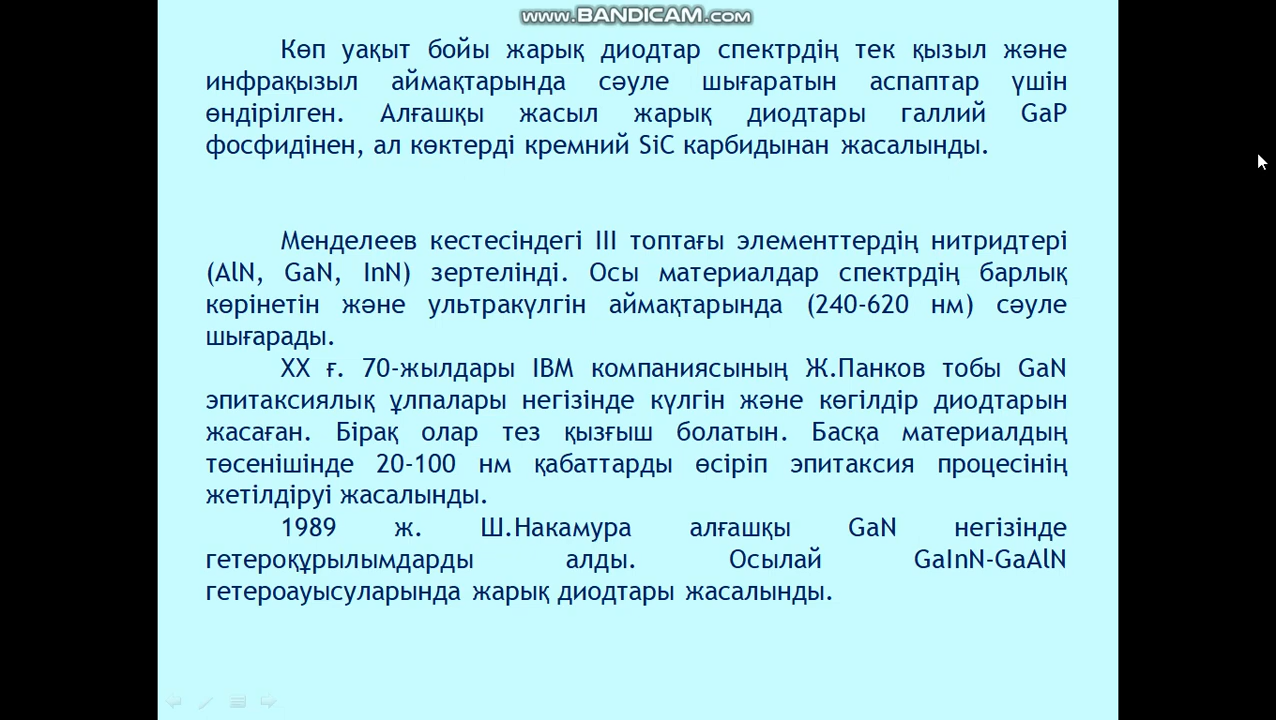 www.BANDICAM.com
Көп уақыт бойы жарық диодтар спектрдің тек қызыл және
инфрақызыл аймақтарында сәуле шығаратын аспаптар үшін
өндірілген. Алғашқы жасыл жарық диодтары галлий GaP
фосфидінен, ал көктерді кремний SiC карбидынан жасалынды.
Менделеев кестесіндегі III топтағы элементтердің нитридтері
(AlN, GaN, InN) зертелінді. Осы материалдар спектрдің барлық
көрінетін және ультракүлгін аймақтарында (240-620 нм) сәуле
шығарады.
XX ғ. 70-жылдары IBM компаниясының Ж.Панков тобы GaN
эпитаксиялық ұлпалары негізінде күлгін және көгілдір диодтарын
жасаған. Бірақ олар тез қызғыш болатын. Басқа материалдың
төсенішінде 20-100 нм қабаттарды өсіріп эпитаксия процесінің
жетілдіруі жасалынды.
1989 ж. Ш.Накамура алғашқы GaN негізінде
гетероқұрылымдарды алды. Осылай GaInN-GaAlN
гетероауысуларында жарық диодтары жасалынды.